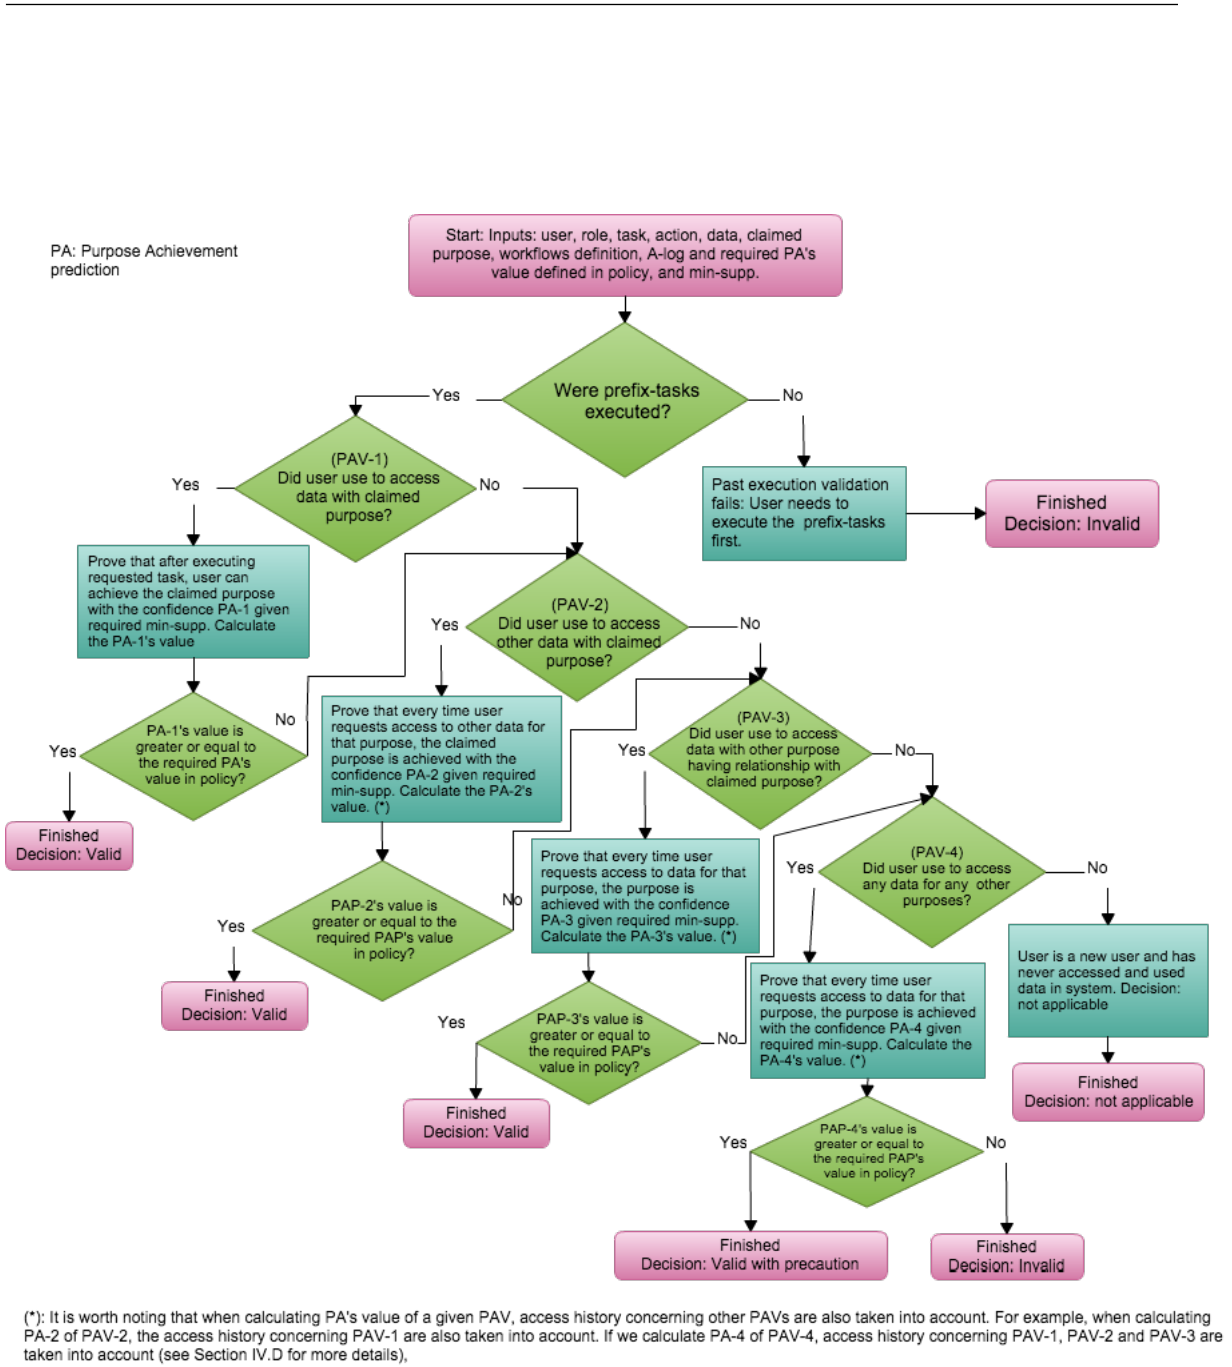 PA: Purpose Achievement
prediction
Start: Inputs: user, role, task, action, data, claimed
purpose, workflows definition, A-log and required PA's
value defined in policy, and min-supp.
Were prefix-tasks
executed?
Yes
No
(PAV-1)
Did user use to access
data with claimed
purpose?
Yes
No
Past execution validation
fails: User needs to
execute the prefix-tasks
first.
Finished
Decision: Invalid
Prove that after executing
requested task, user can
achieve the claimed purpose
with the confidence PA-1 given
required min-supp. Calculate
the PA-1's value
(PAV-2)
Did user use to access
other data with claimed
purpose?
Yes
No
PA-1's value is
greater or equal to
the required PA's
value in policy?
Yes
No
Prove that every time user
requests access to other data for
that purpose, the claimed
purpose is achieved with the
confidence PA-2 given required
min-supp. Calculate the PA-2's
value. (*)
(PAV-3)
Did user use to access
data with other purpose
having relationship with
claimed purpose?
Yes
No
Finished
Decision: Valid
PAP-2's value is
greater or equal to the
required PAP's value
in policy?
Yes
No
Prove that every time user
requests access to data for that
purpose, the purpose is
achieved with the confidence
PA-3 given required min-supp.
Calculate the PA-3's value. (*)
(PAV-4)
Did user use to access
any data for any other
purposes?
Yes
No
Finished
Decision: Valid
PAP-3's value is
greater or equal to
the required PAP's
value in policy?
Yes
No
Prove that every time user
requests access to data for that
purpose, the purpose is achieved
with the confidence PA-4 given
required min-supp. Calculate the
PA-4's value. (*)
User is a new user and has
never accessed and used
data in system. Decision:
not applicable
Finished
Decision: not applicable
Finished
Decision: Valid
PAP-4's value is
greater or equal to
the required PAP's
value in policy?
Yes
No
Finished
Decision: Valid with precaution
Finished
Decision: Invalid
(*): It is worth noting that when calculating PA's value of a given PAV, access history concerning other PAVs are also taken into account. For example, when calculating
PA-2 of PAV-2, the access history concerning PAV-1 are also taken into account. If we calculate PA-4 of PAV-4, access history concerning PAV-1, PAV-2 and PAV-3 are
taken into account (see Section IV.D for more details),